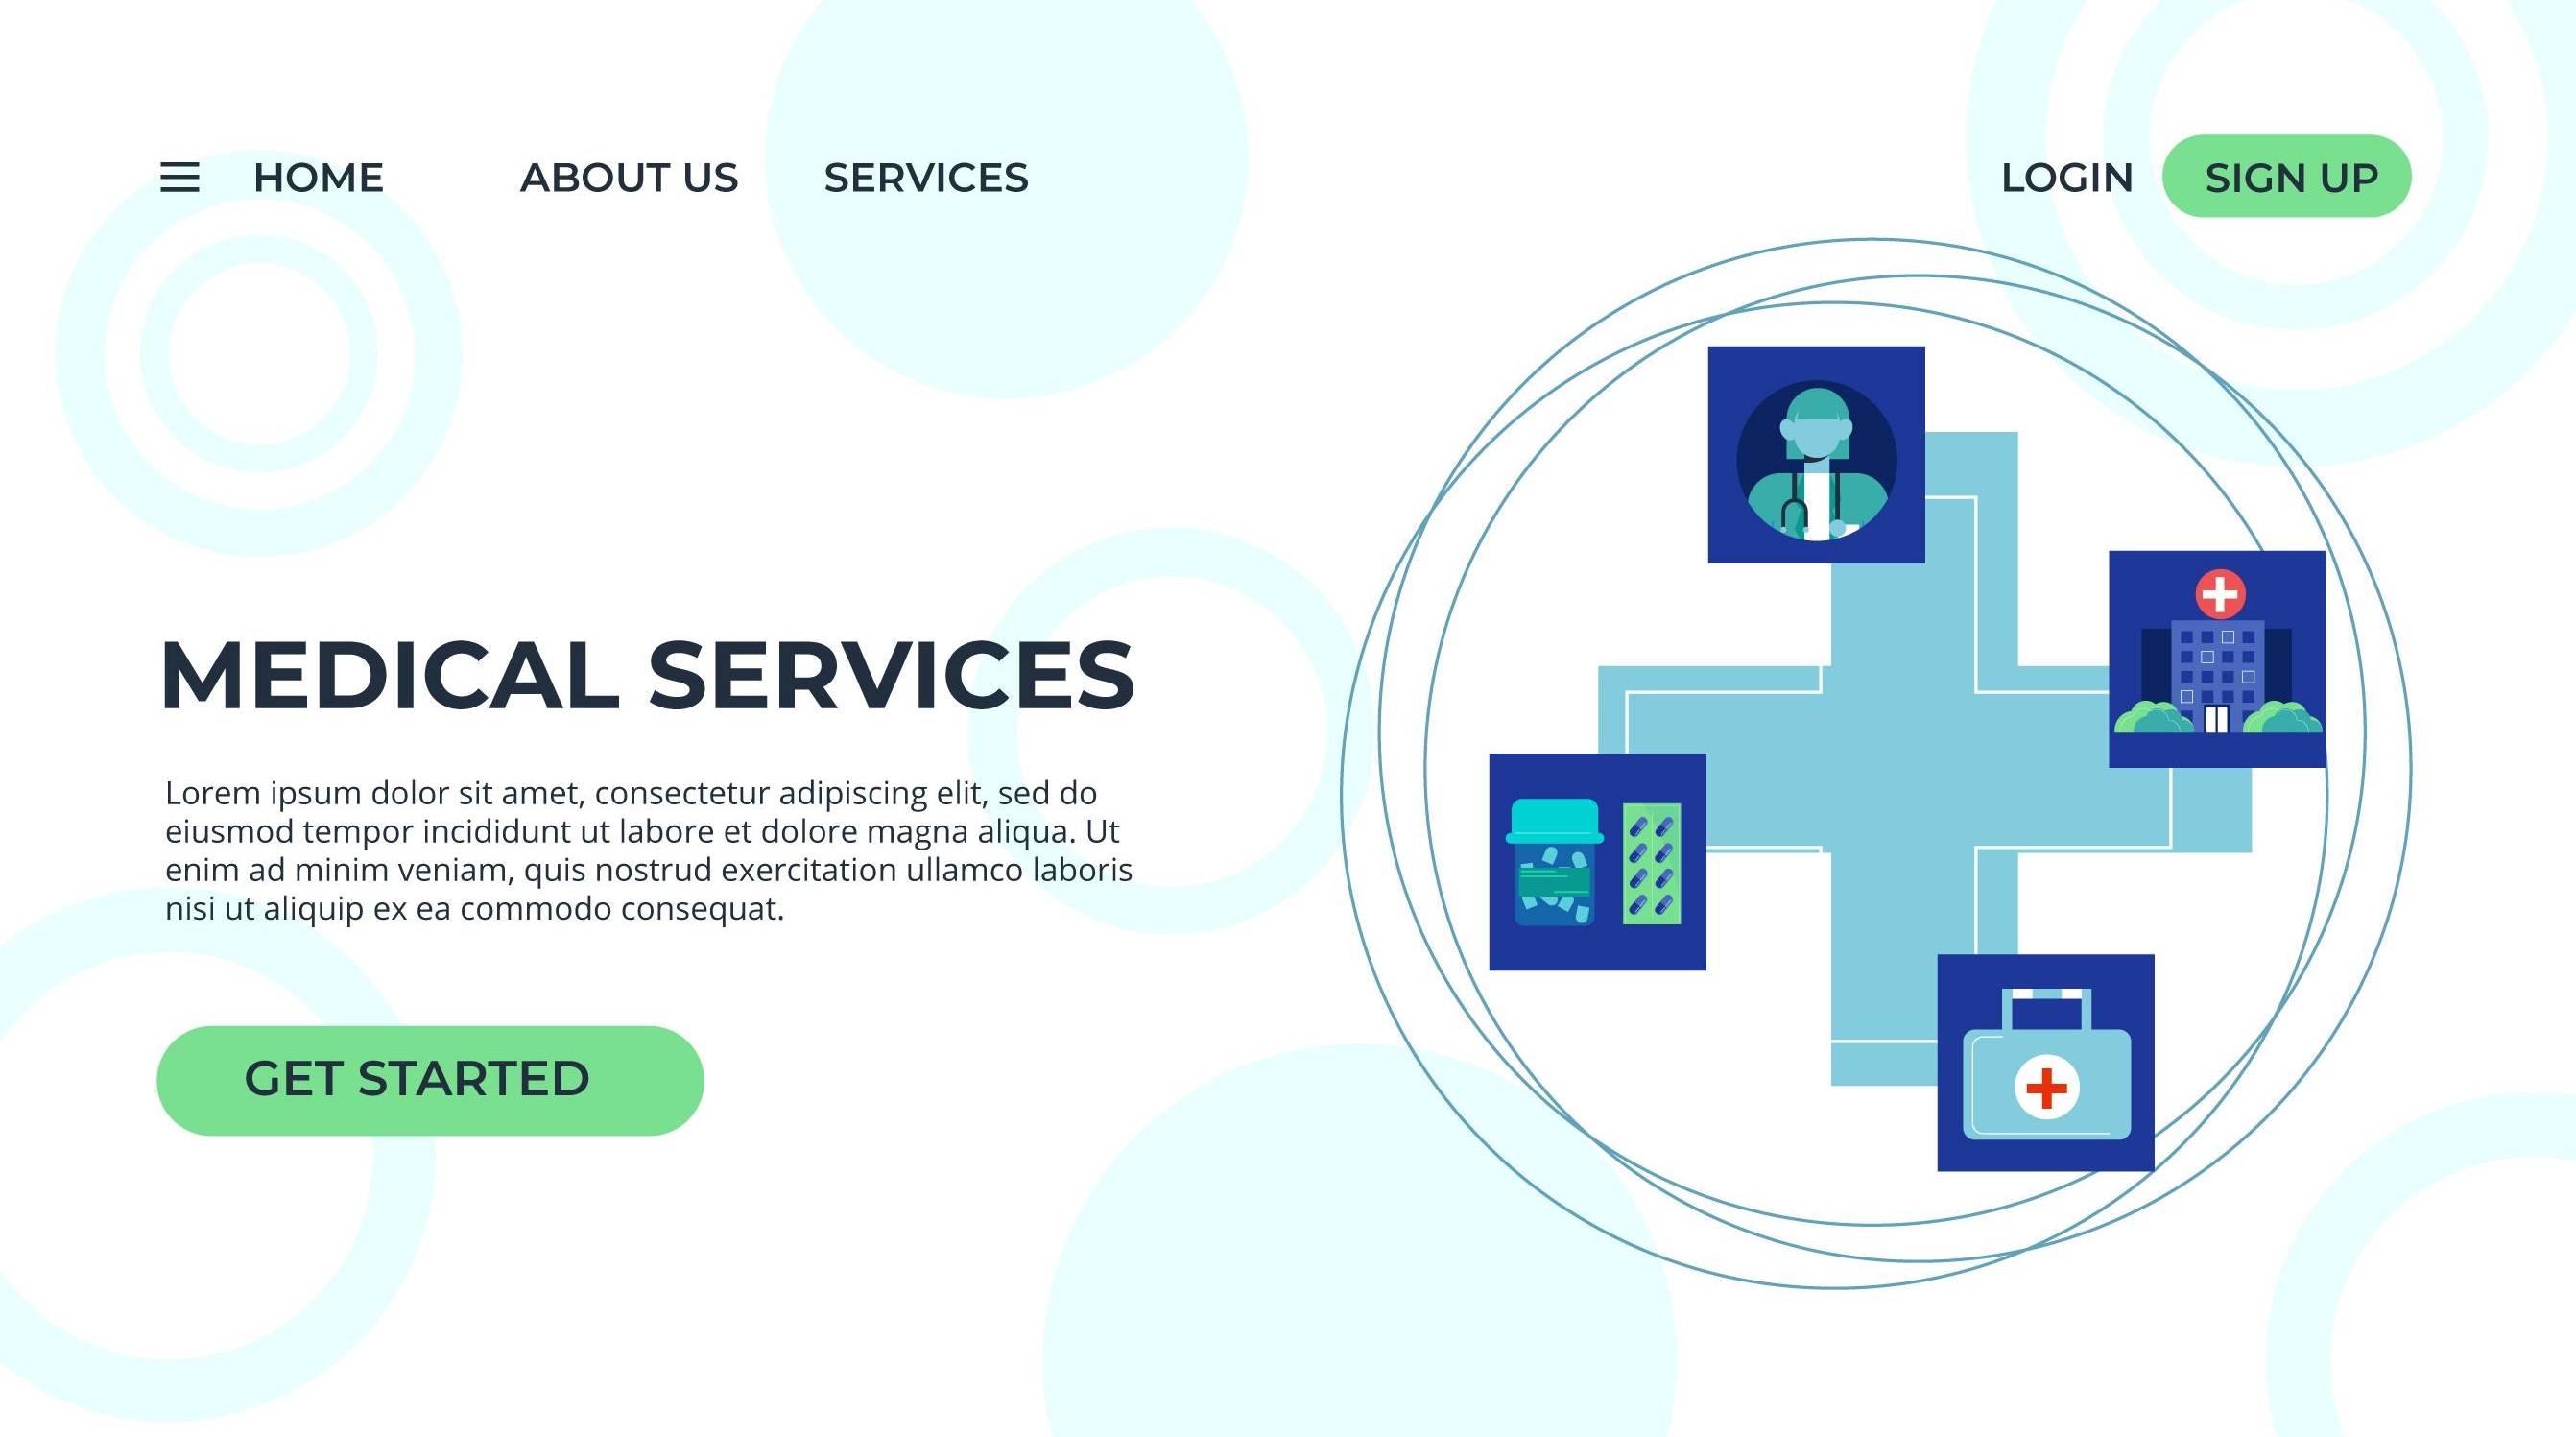 HOME ABOUT US SERVICES LOGIN SIGN UP
MEDICAL SERVICES
Lorem ipsum dolor sit amet, consectetur adipiscing elit, sed do
eiusmod tempor incididunt ut labore et dolore magna aliqua. Ut
enim ad minim veniam, quis nostrud exercitation ullamco laboris
nisi ut aliquip ex ea commodo consequat.
GET STARTED